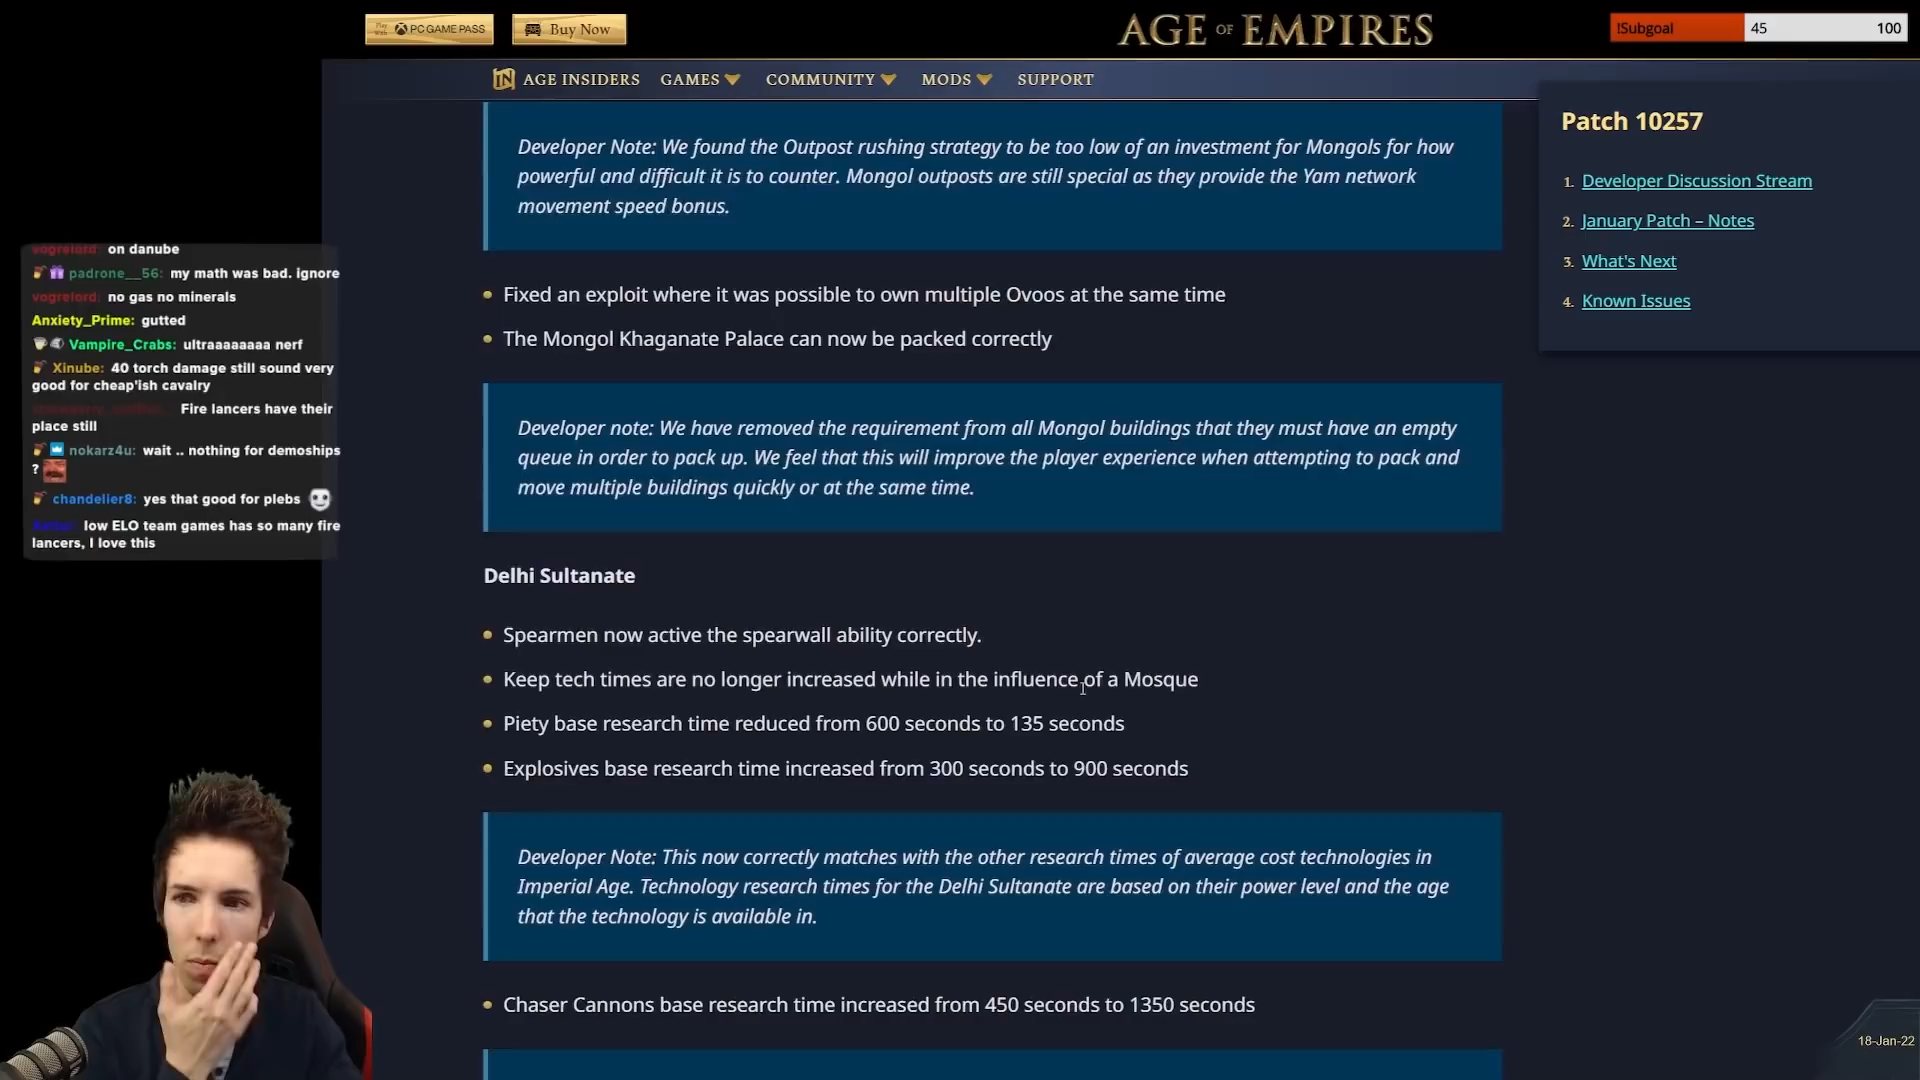 Play with PC GAME PASS
Buy Now
AGE OF EMPIRES
!Subgoal 45 100
AGE INSIDERS GAMES COMMUNITY MODS SUPPORT
Developer Note: We found the Outpost rushing strategy to be too low of an investment for Mongols for how
powerful and difficult it is to counter. Mongol outposts are still special as they provide the Yam network
movement speed bonus.
Fixed an exploit where it was possible to own multiple Ovoos at the same time
The Mongol Khaganate Palace can now be packed correctly
Developer note: We have removed the requirement from all Mongol buildings that they must have an empty
queue in order to pack up. We feel that this will improve the player experience when attempting to pack and
move multiple buildings quickly or at the same time.
Delhi Sultanate
Spearmen now active the spearwall ability correctly.
Keep tech times are no longer increased while in the influence of a Mosque
Piety base research time reduced from 600 seconds to 135 seconds
Explosives base research time increased from 300 seconds to 900 seconds
Developer Note: This now correctly matches with the other research times of average cost technologies in
Imperial Age. Technology research times for the Delhi Sultanate are based on their power level and the age
that the technology is available in.
Chaser Cannons base research time increased from 450 seconds to 1350 seconds
Patch 10257
1. Developer Discussion Stream
2. January Patch – Notes
3. What's Next
4. Known Issues
vogrelord: on danube
padrone__56: my math was bad. ignore
vogrelord: no gas no minerals
Anxiety_Prime: gutted
Vampire_Crabs: ultraaaaaaaa nerf
Xinube: 40 torch damage still sound very
good for cheap'ish cavalry
Fire lancers have their
place still
nokarz4u: wait .. nothing for demoships
?
chandelier8: yes that good for plebs
low ELO team games has so many fire
lancers, I love this
18-Jan-22